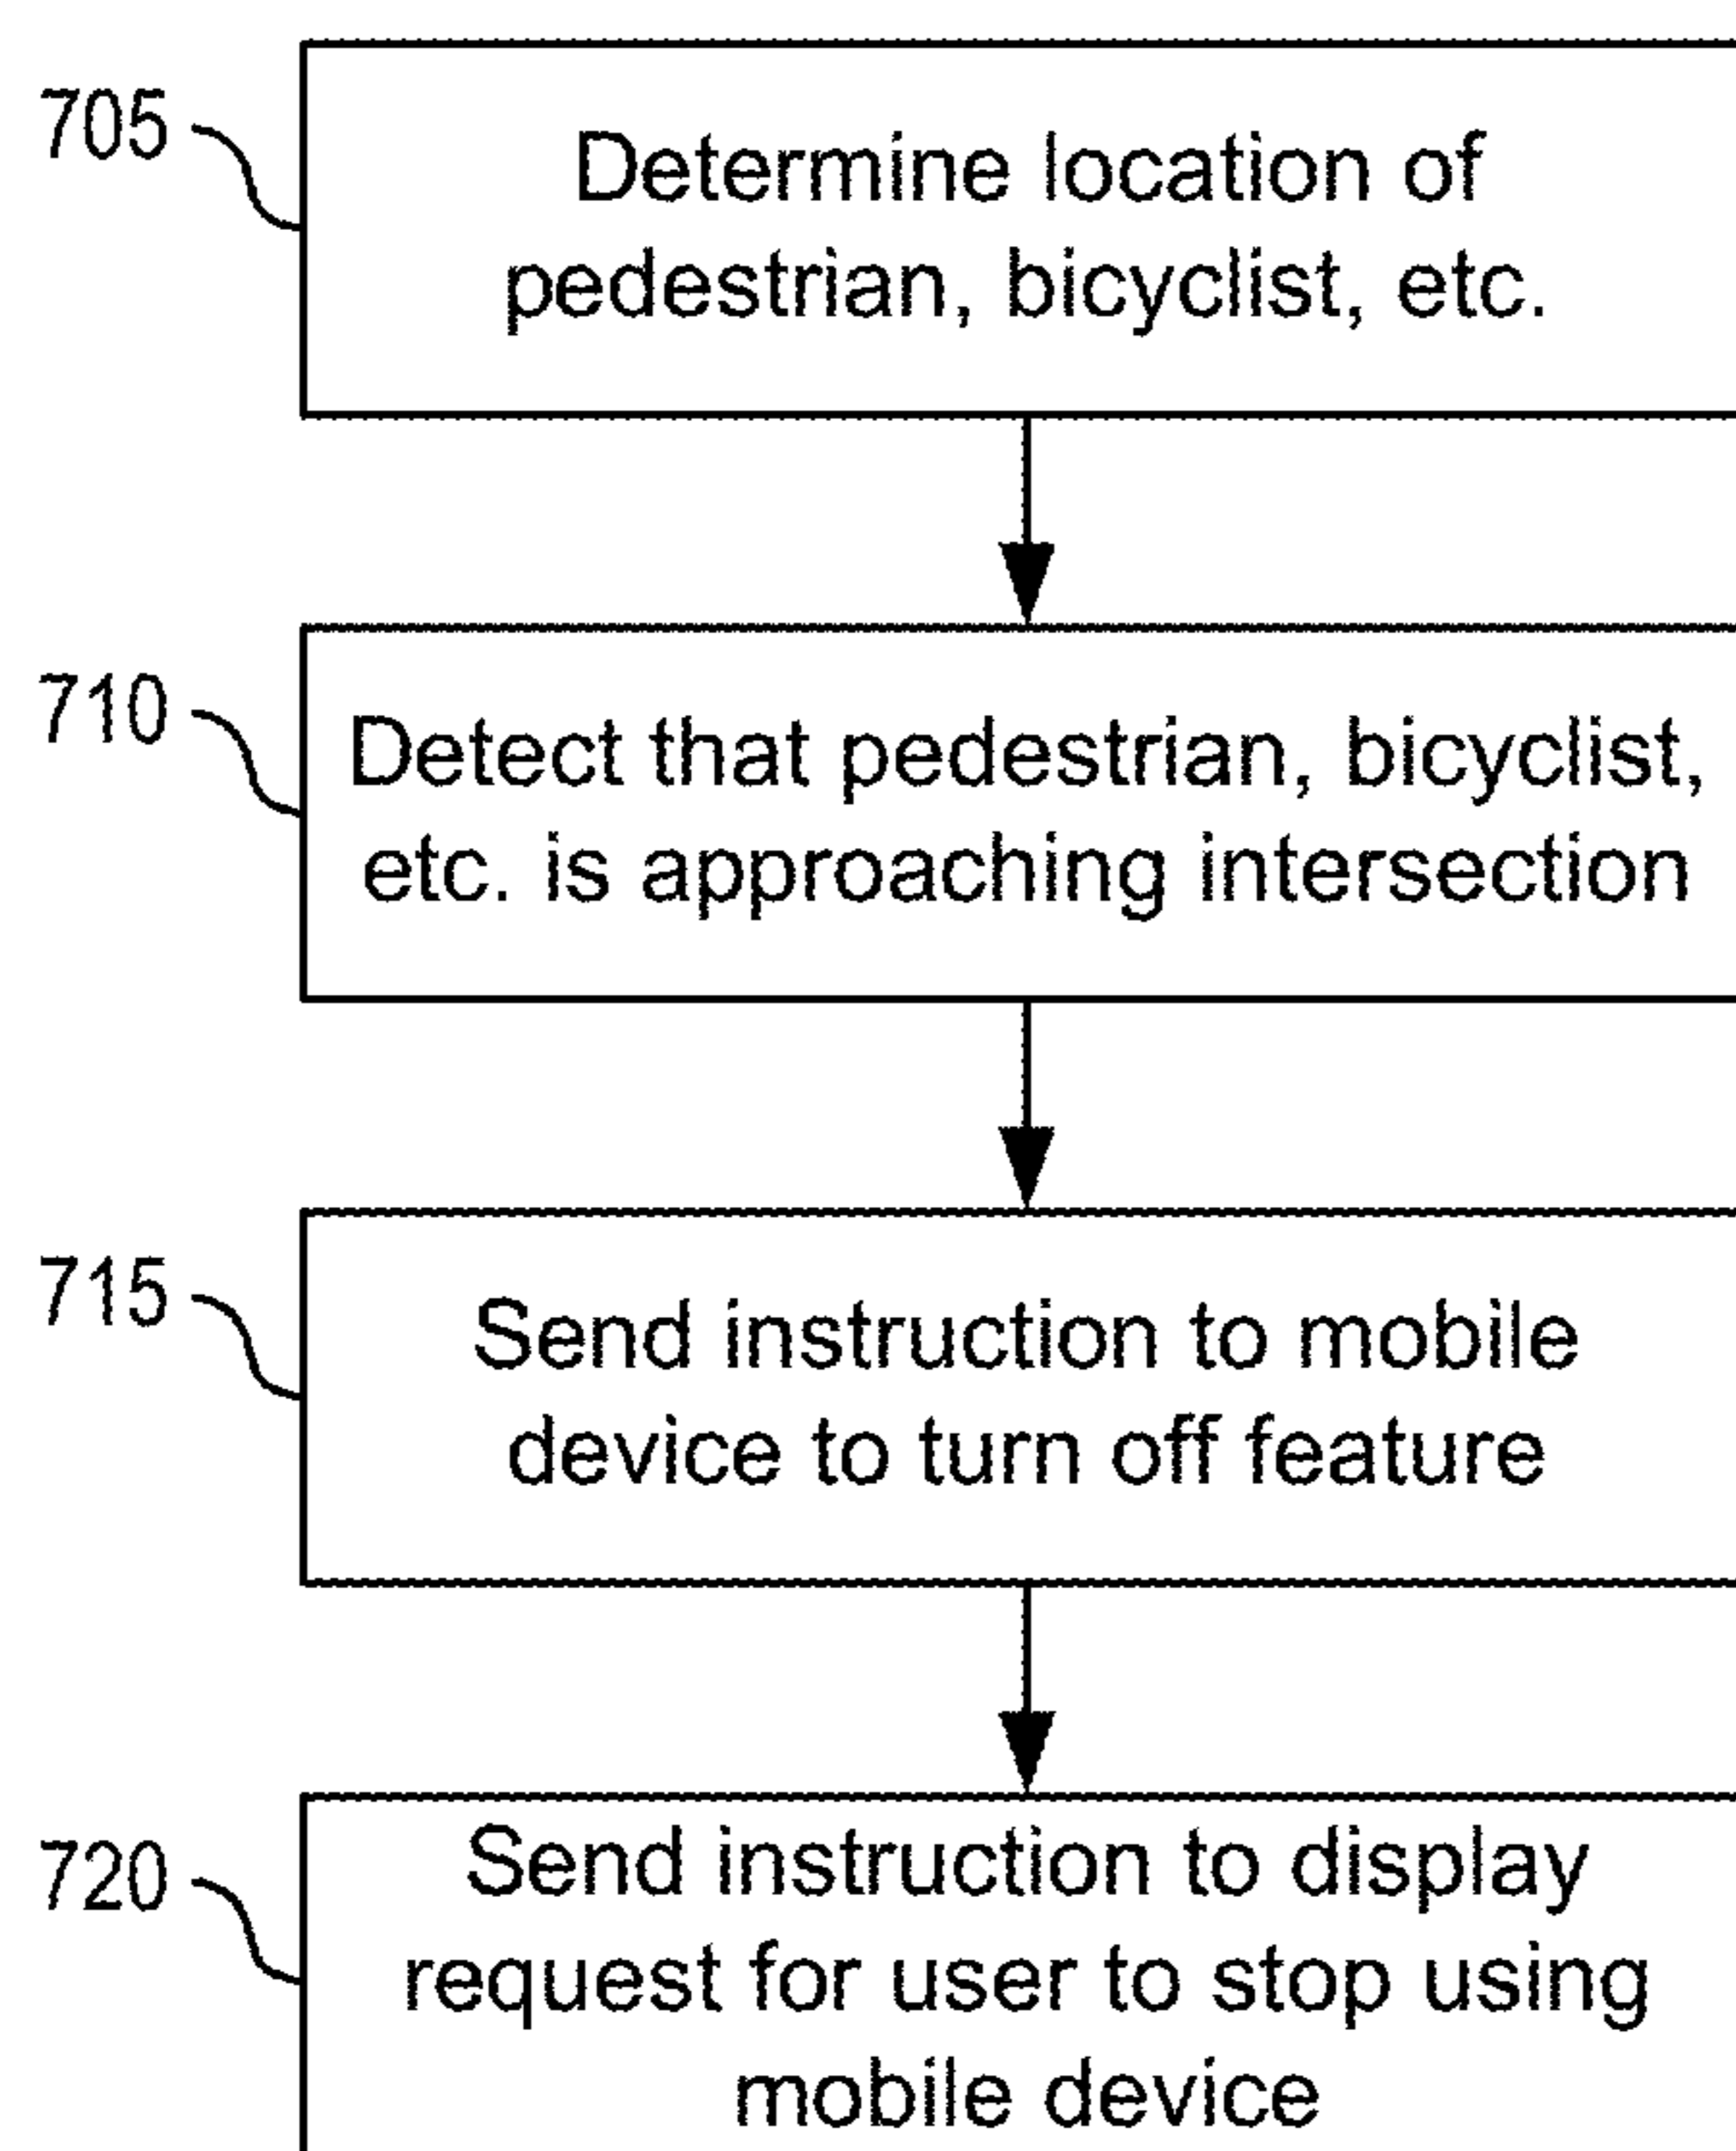 705
Determine location of
pedestrian, bicyclist, etc.
710
Detect that pedestrian, bicyclist,
etc. is approaching intersection
715
Send instruction to mobile
device to turn off feature
720
Send instruction to display
request for user to stop using
mobile device